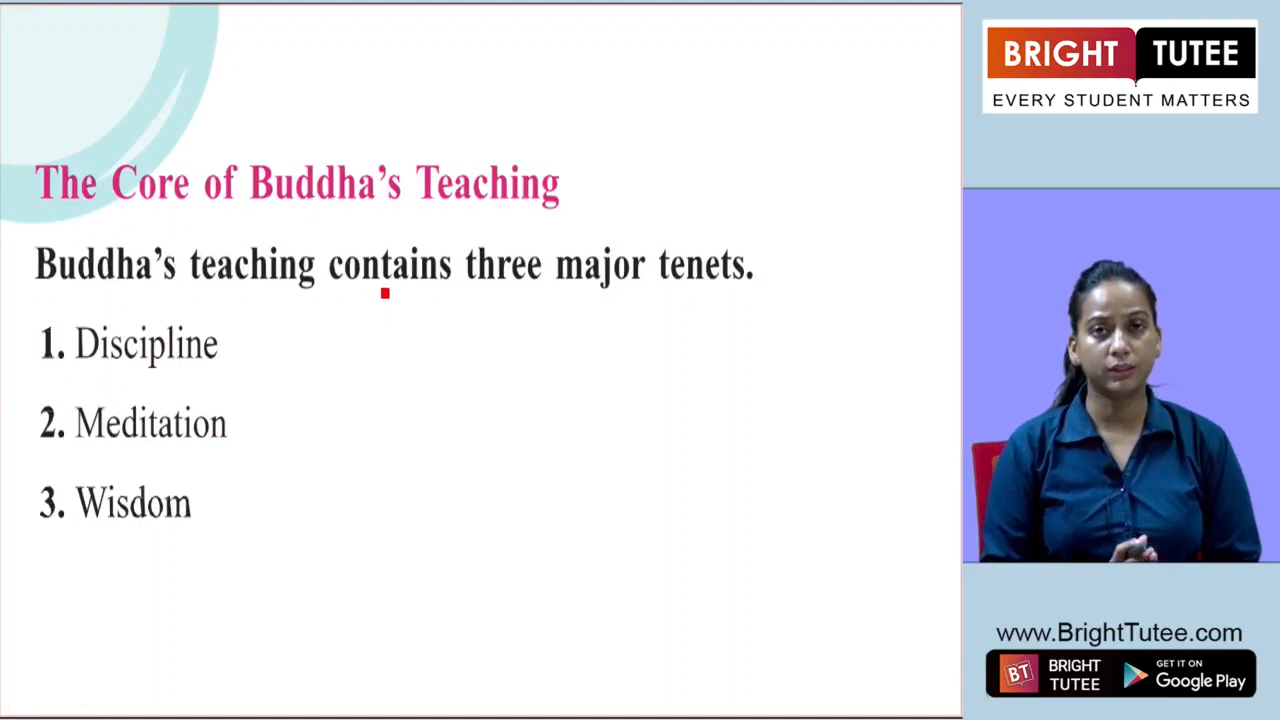 The Core of Buddha’s Teaching
Buddha’s teaching contains three major tenets.
1. Discipline
2. Meditation
3. Wisdom
BRIGHT TUTEE
EVERY STUDENT MATTERS
www.BrightTutee.com
BT
BRIGHT
TUTEE
GET IT ON
Google Play